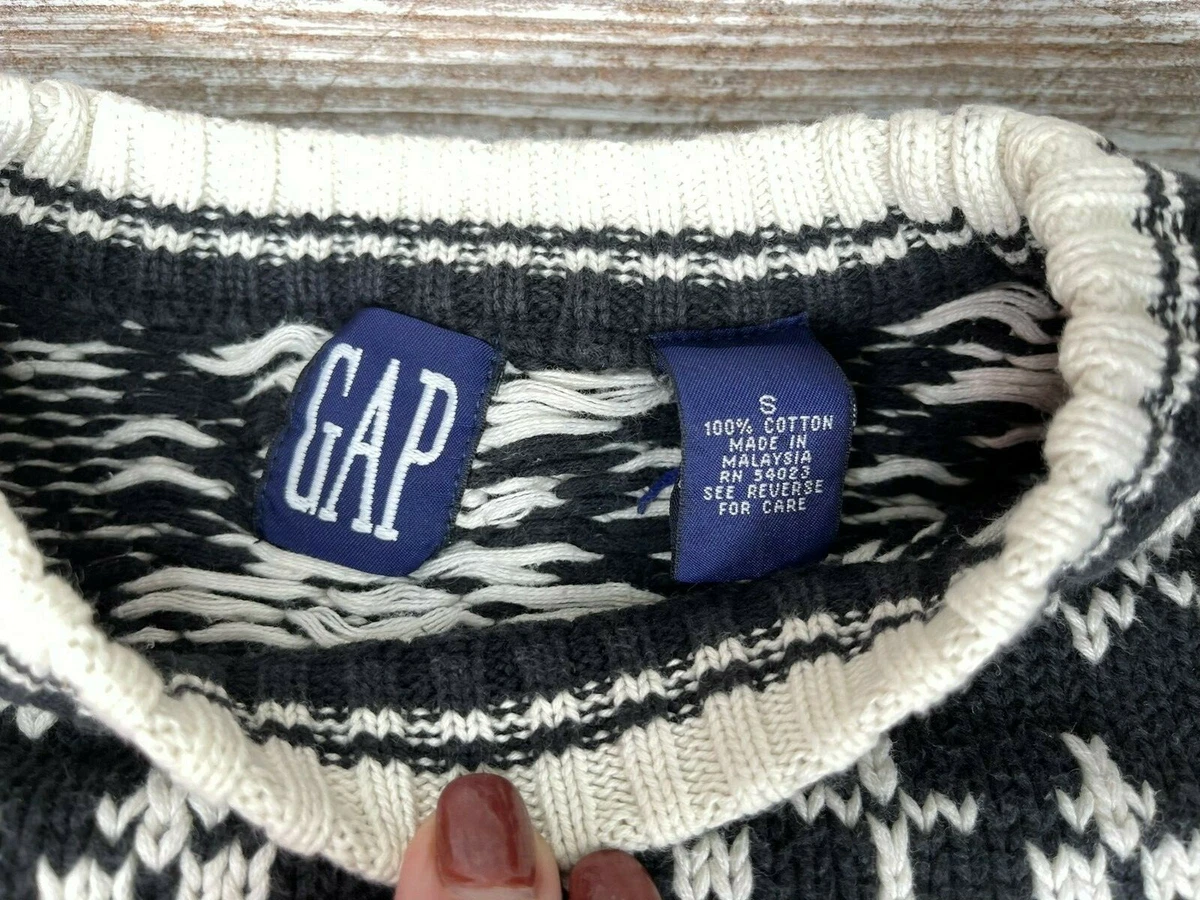 GAP
S
100% COTTON
MADE IN
MALAYSIA
RN 54023
SEE REVERSE
FOR CARE